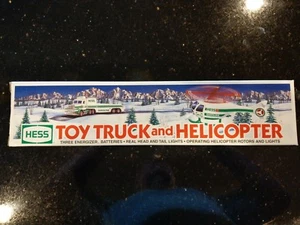 HESS
TOY TRUCK and HELICOPTER
THREE ENERGIZER® BATTERIES • REAL HEAD AND TAIL LIGHTS • OPERATING HELICOPTER ROTORS AND LIGHTS